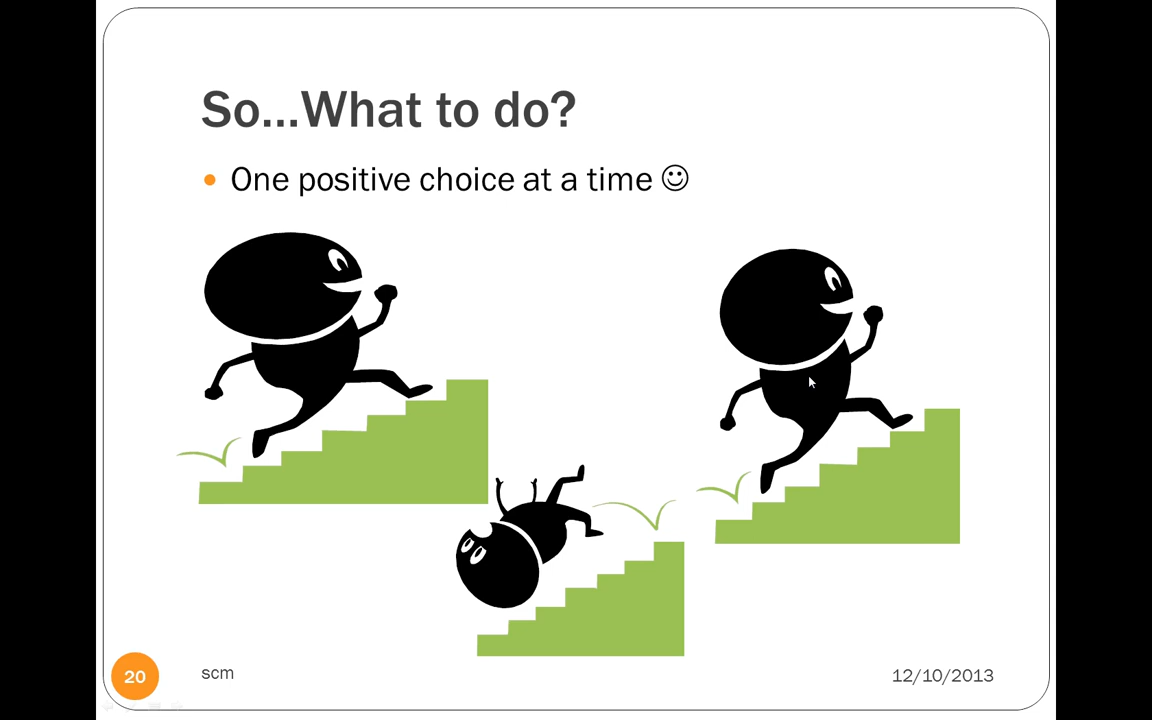 So...What to do?
• One positive choice at a time ☺
20
scm
12/10/2013